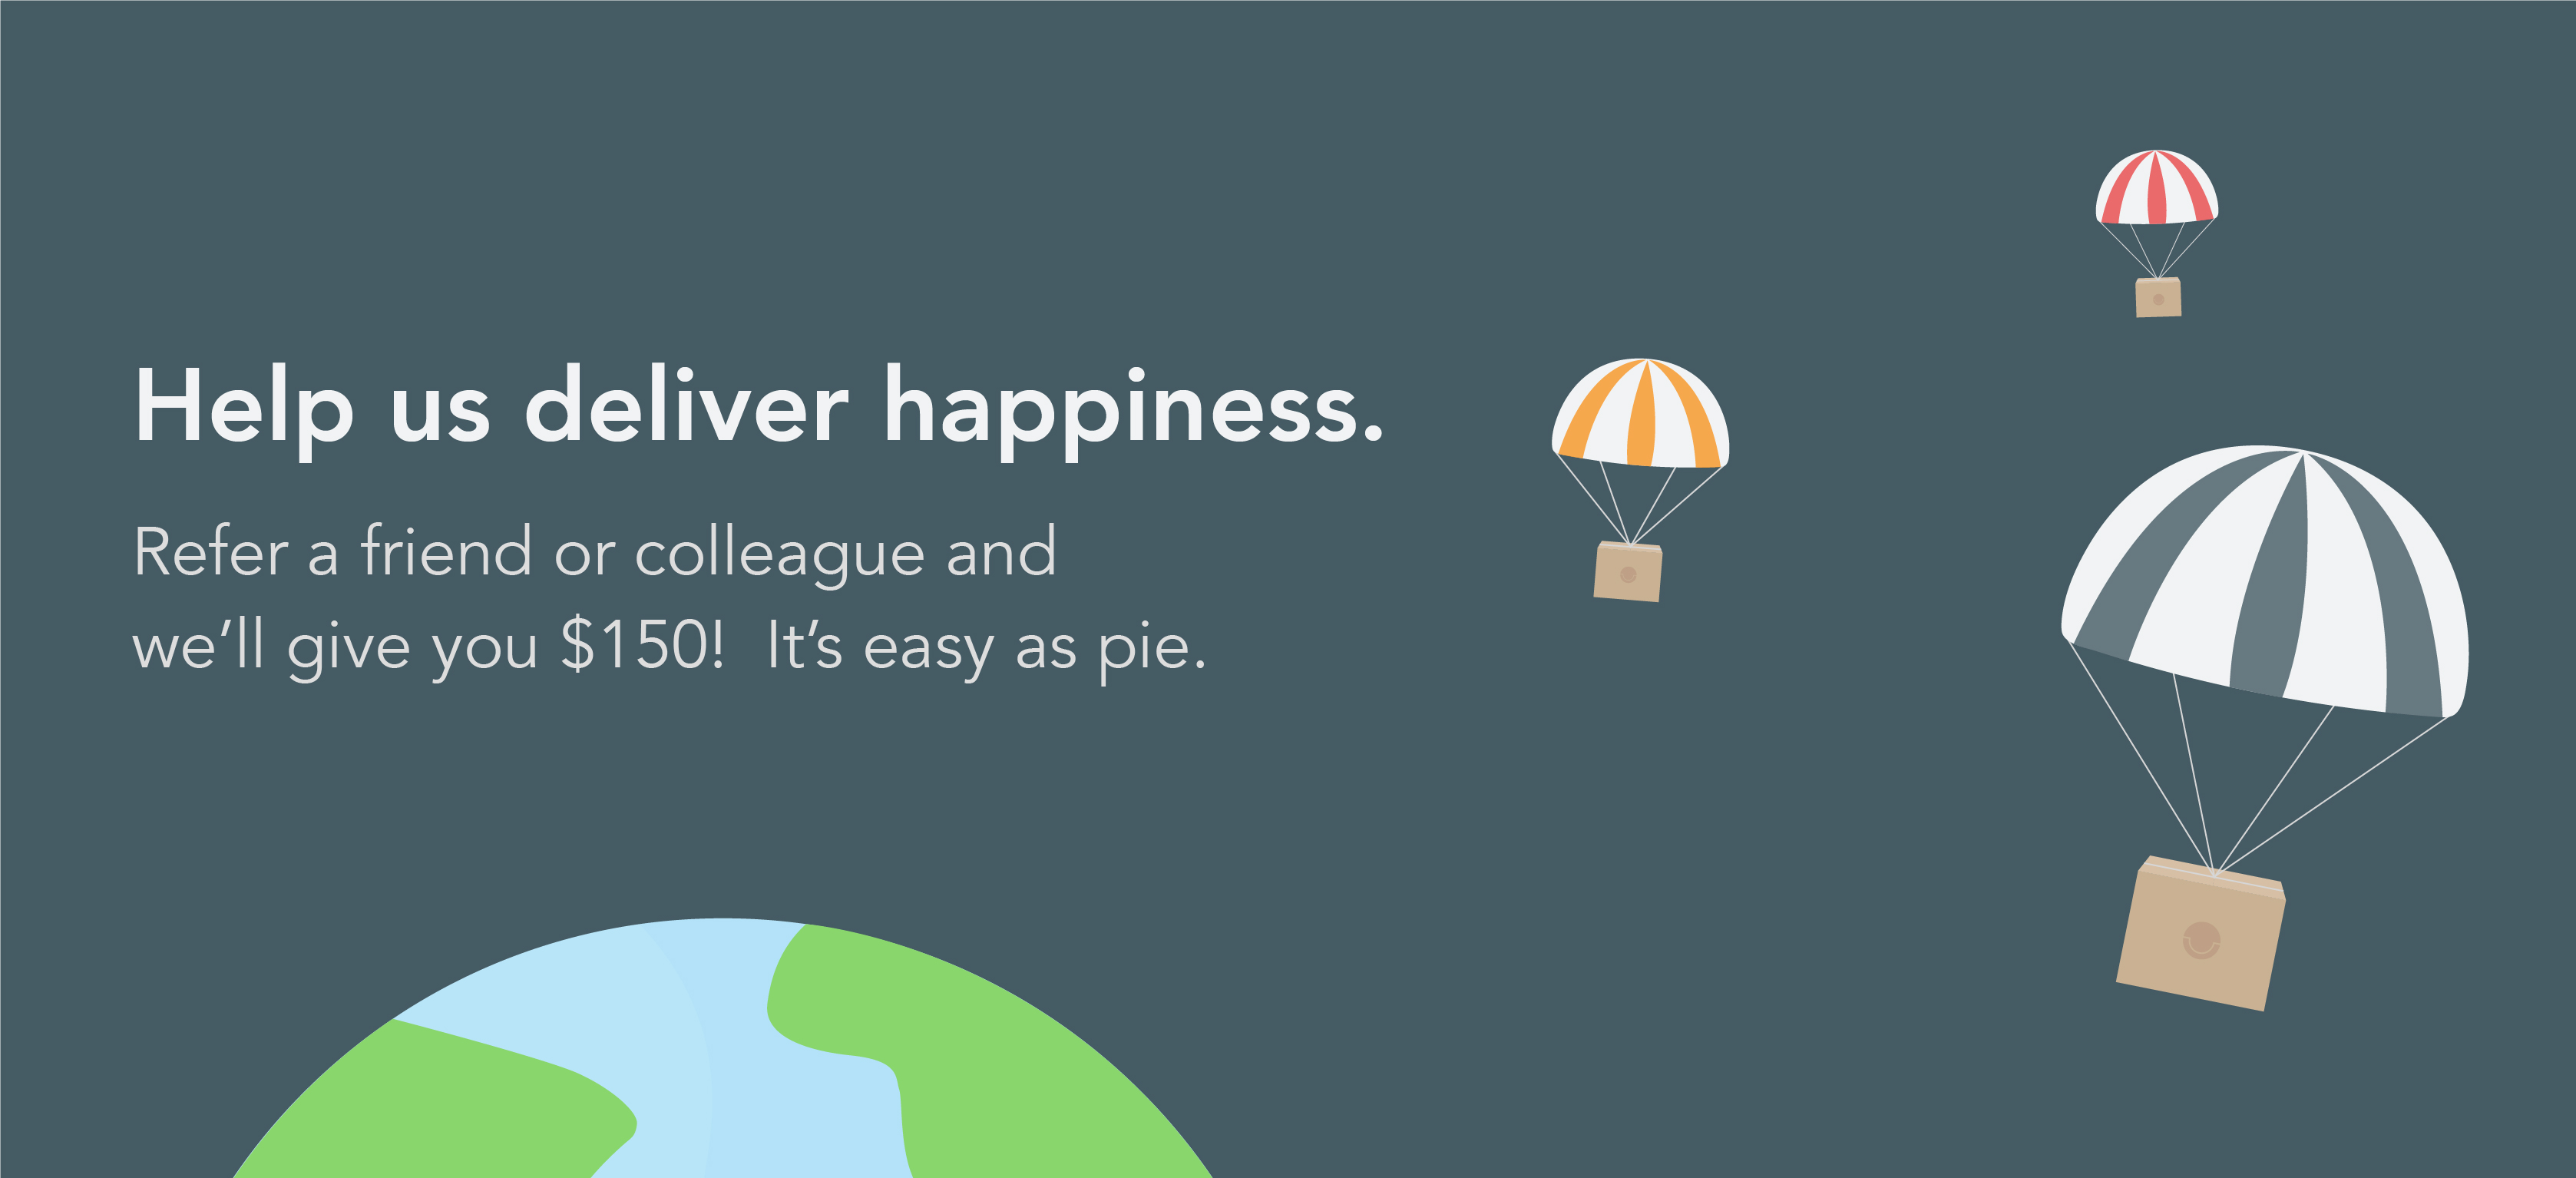 Help us deliver happiness.
Refer a friend or colleague and
we’ll give you $150!  It’s easy as pie.